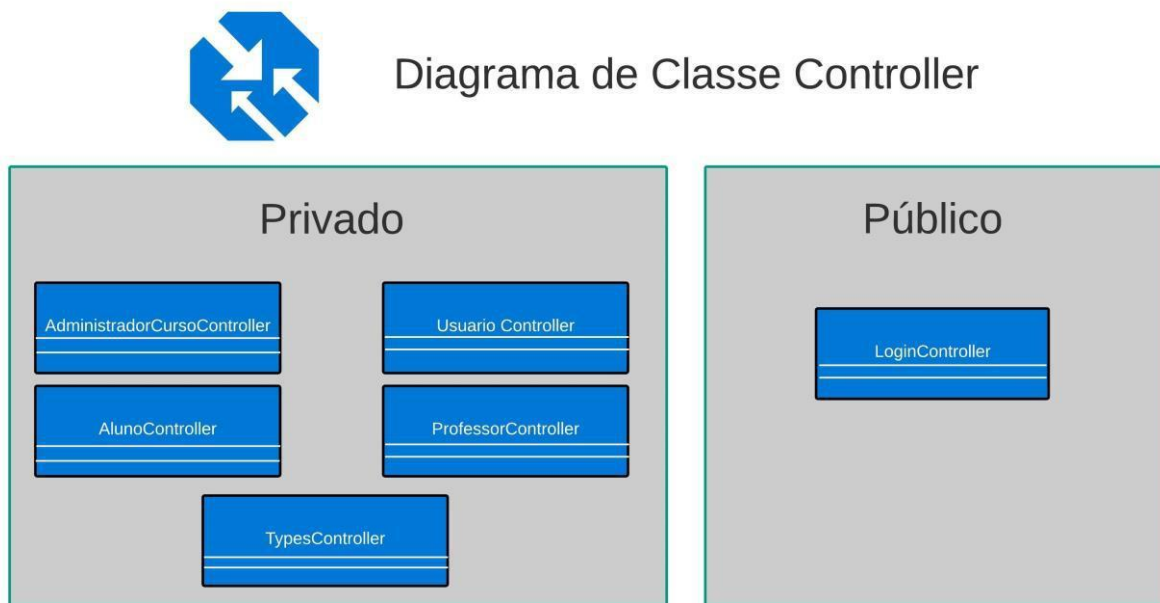 Diagrama de Classe Controller
Privado
AdministradorCursoController
Usuario Controller
AlunoController
ProfessorController
TypesController
Público
LoginController